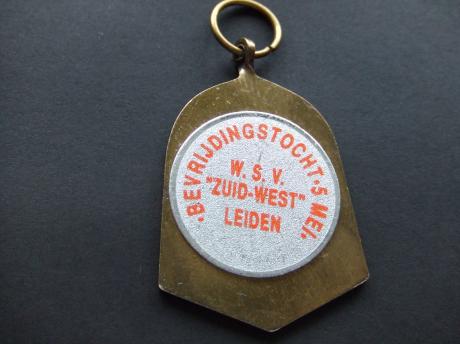 ·BEVRIJDINGSTOCHT·5 MEI·
W. S. V.
"ZUID-WEST"
LEIDEN